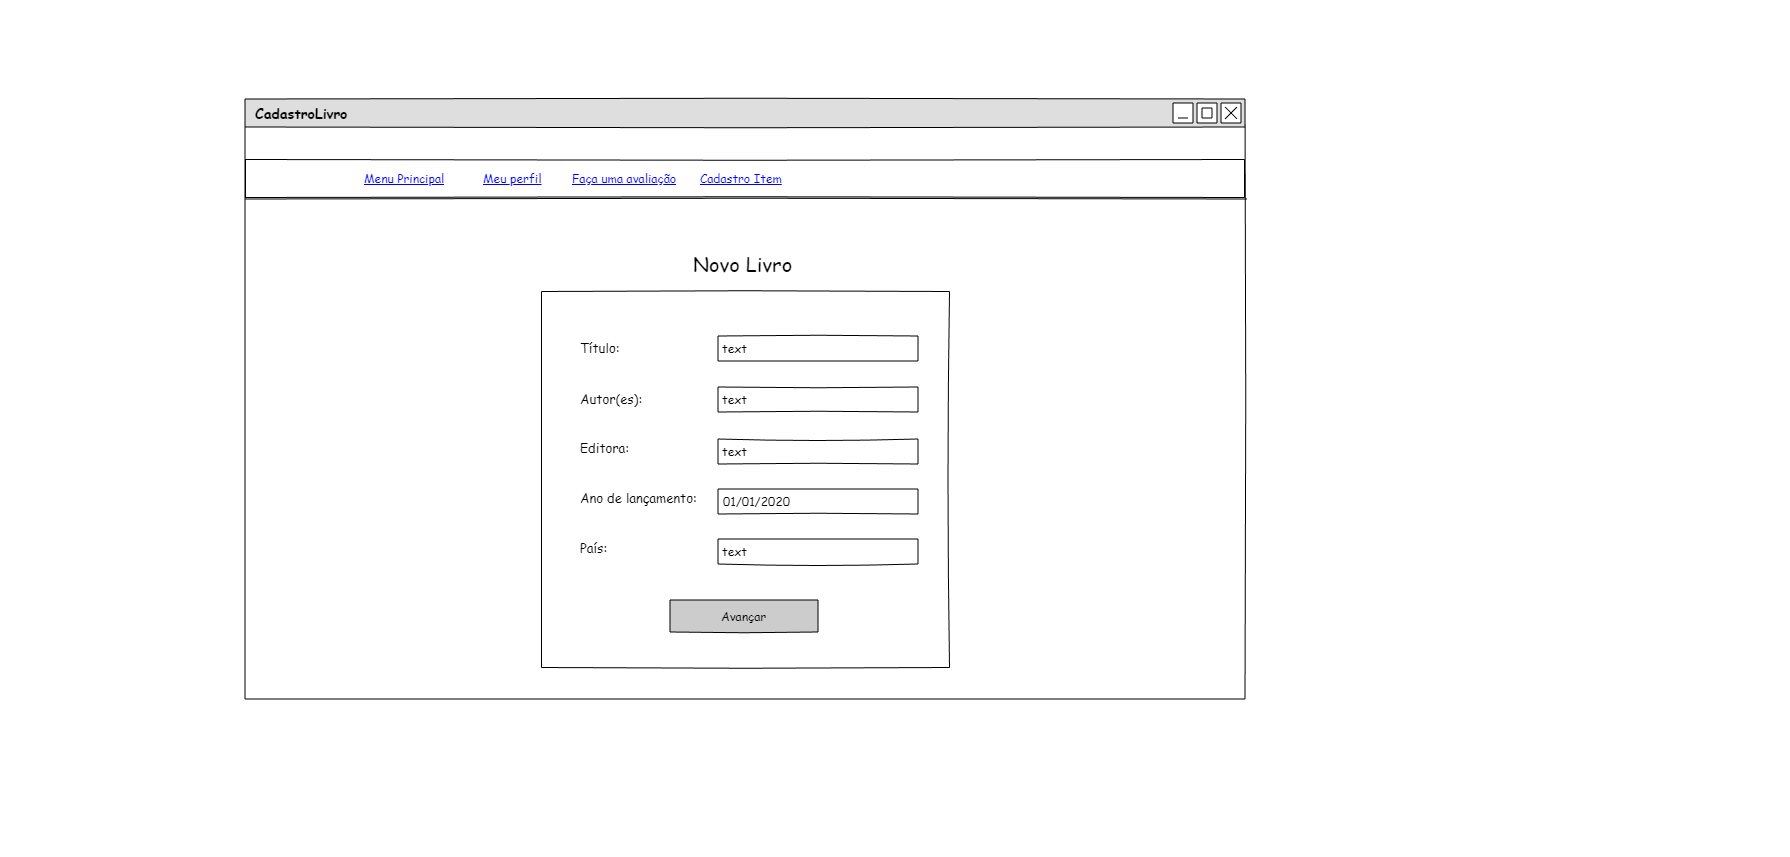 CadastroLivro
Menu Principal Meu perfil Faça uma avaliação Cadastro Item
Novo Livro
Título: text
Autor(es): text
Editora: text
Ano de lançamento: 01/01/2020
País: text
Avançar